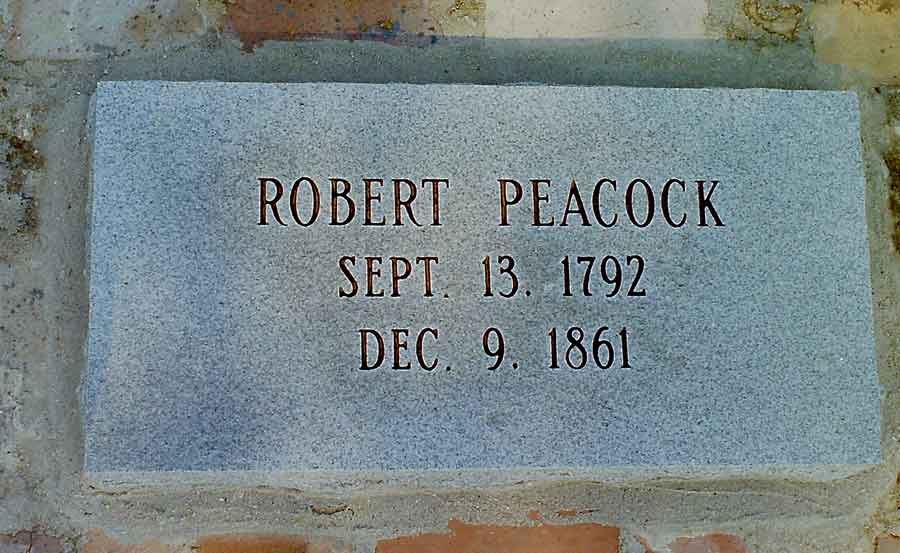 ROBERT PEACOCK
SEPT. 13. 1792
DEC. 9. 1861